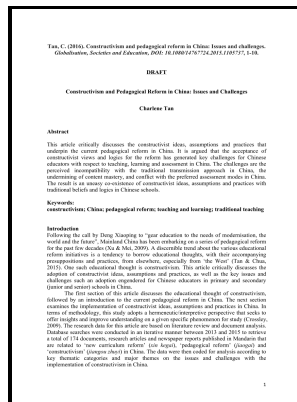 Tan, C. (2016). Constructivism and pedagogical reform in China: Issues and challenges.
Globalisation, Societies and Education, DOI: 10.1080/14767724.2015.1105737, 1-10.
DRAFT
Constructivism and Pedagogical Reform in China: Issues and Challenges
Charlene Tan
Abstract
This article critically discusses the constructivist ideas, assumptions and practices that
underpin the current pedagogical reform in China. It is argued that the acceptance of
constructivist views and logics for the reform has generated key challenges for Chinese
educators with respect to teaching, learning and assessment in China. The challenges are the
perceived incompatibility with the traditional transmission approach in China, the
undermining of content mastery, and conflict with the preferred assessment modes in China.
The result is an uneasy co-existence of constructivist ideas, assumptions and practices with
traditional beliefs and logics in Chinese schools.
Keywords:
constructivism; China; pedagogical reform; teaching and learning; traditional teaching
Introduction
Following the call by Deng Xiaoping to “gear education to the needs of modernisation, the
world and the future”, Mainland China has been embarking on a series of pedagogical reform
for the past few decades (Xu & Mei, 2009). A discernible trend about the various educational
reform initiatives is a tendency to borrow educational thoughts, with their accompanying
presuppositions and practices, from elsewhere, especially from ‘the West’ (Tan & Chua,
2015). One such educational thought is constructivism. This article critically discusses the
adoption of constructivist ideas, assumptions and practices, as well as the key issues and
challenges such an adoption engendered for Chinese educators in primary and secondary
(junior and senior) schools in China.
The first section of this article discusses the educational thought of constructivism,
followed by an introduction to the current pedagogical reform in China. The next section
examines the implementation of constructivist ideas, assumptions and practices in China. In
terms of methodology, this study adopts a hermeneutic/interpretive perspective that seeks to
offer insights and improve understanding on a given specific phenomenon for study (Crossley,
2009). The research data for this article are based on literature review and document analysis.
Database searches were conducted in an iterative manner between 2013 and 2015 to retrieve
a total of 174 documents, research articles and newspaper reports published in Mandarin that
are related to ‘new curriculum reform’ (xin kegai), ‘pedagogical reform’ (jiaogai) and
‘constructivism’ (jiangou zhuyi) in China. The data were then coded for analysis according to
key thematic categories and major themes on the issues and challenges with the
implementation of constructivism in China.
1